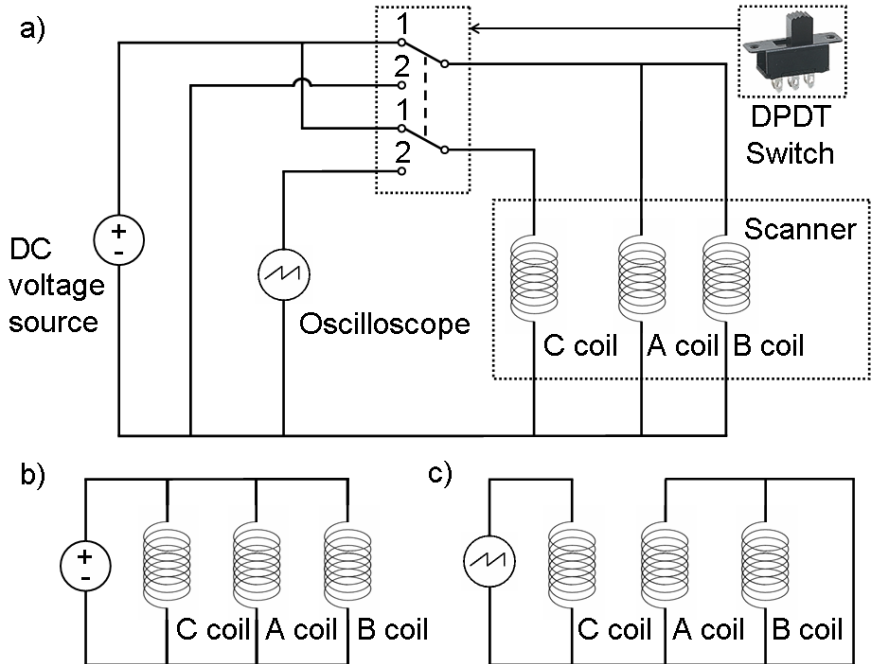 a)
1
2
1
2
DPDT
Switch
DC
voltage
source
+
-
Oscilloscope
Scanner
C coil
A coil
B coil
b)
+
-
C coil
A coil
B coil
c)
C coil
A coil
B coil